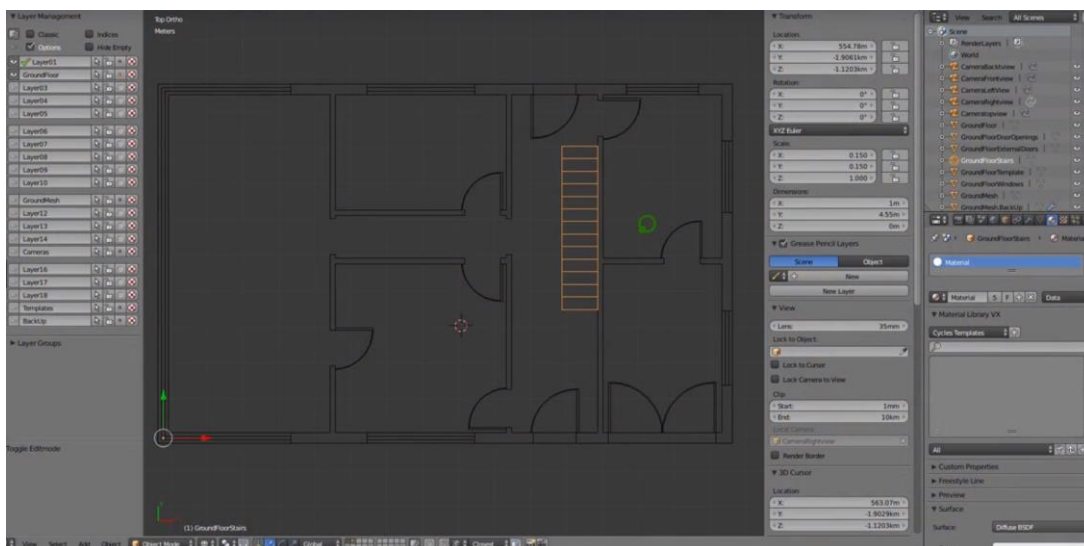 Layer Management
Classic
Indices
Options
Hide Empty
Layer01
GroundFloor
Layer03
Layer04
Layer05
Layer06
Layer07
Layer08
Layer09
Layer10
GroundMesh
Layer12
Layer13
Layer14
Cameras
Layer16
Layer17
Layer18
Templates
BackUp
Layer Groups
Toggle Editmode
Top Ortho
Meters
(1) GroundFloorStairs
View Select Add Object Object Mode Global Closest
Transform
Location:
X: 554.78m
Y: -1.9061km
Z: -1.1203km
Rotation:
X: 0°
Y: 0°
Z: 0°
XYZ Euler
Scale:
X: 0.150
Y: 0.150
Z: 1.000
Dimensions:
X: 1m
Y: 4.55m
Z: 0m
Grease Pencil Layers
Scene Object
New
New Layer
View
Lens: 35mm
Lock to Object:
Lock to Cursor
Lock Camera to View
Clip:
Start: 1mm
End: 10km
Local Camera:
CameraRightview
Render Border
3D Cursor
Location
X: 563.07m
Y: -1.9029km
Z: -1.1203km
View Search All Scenes
Scene
RenderLayers
World
CameraBackview
CameraFrontview
CameraLeftView
CameraRightview
Cameratopview
GroundFloor
GroundFloorDoorOpenings
GroundFloorExternalDoors
GroundFloorStairs
GroundFloorTemplate
GroundFloorWindows
GroundMesh
GroundMesh.BackUp
GroundFloorStairs Material
Material
Material 5 F Data
Material Library VX
Cycles Templates
All
Custom Properties
Freestyle Line
Preview
Surface
Surface: Diffuse BSDF